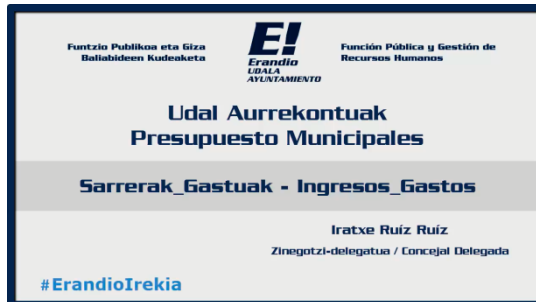 Funtzio Publikoa eta Giza
Baliabideen Kudeaketa
E!
Erandio
UDALA
AYUNTAMIENTO
Función Pública y Gestión de
Recursos Humanos
Udal Aurrekontuak
Presupuesto Municipales
Sarrerak_Gastuak - Ingresos_Gastos
Iratxe Ruíz Ruíz
Zinegotzi-delegatua / Concejal Delegada
#ErandioIrekia